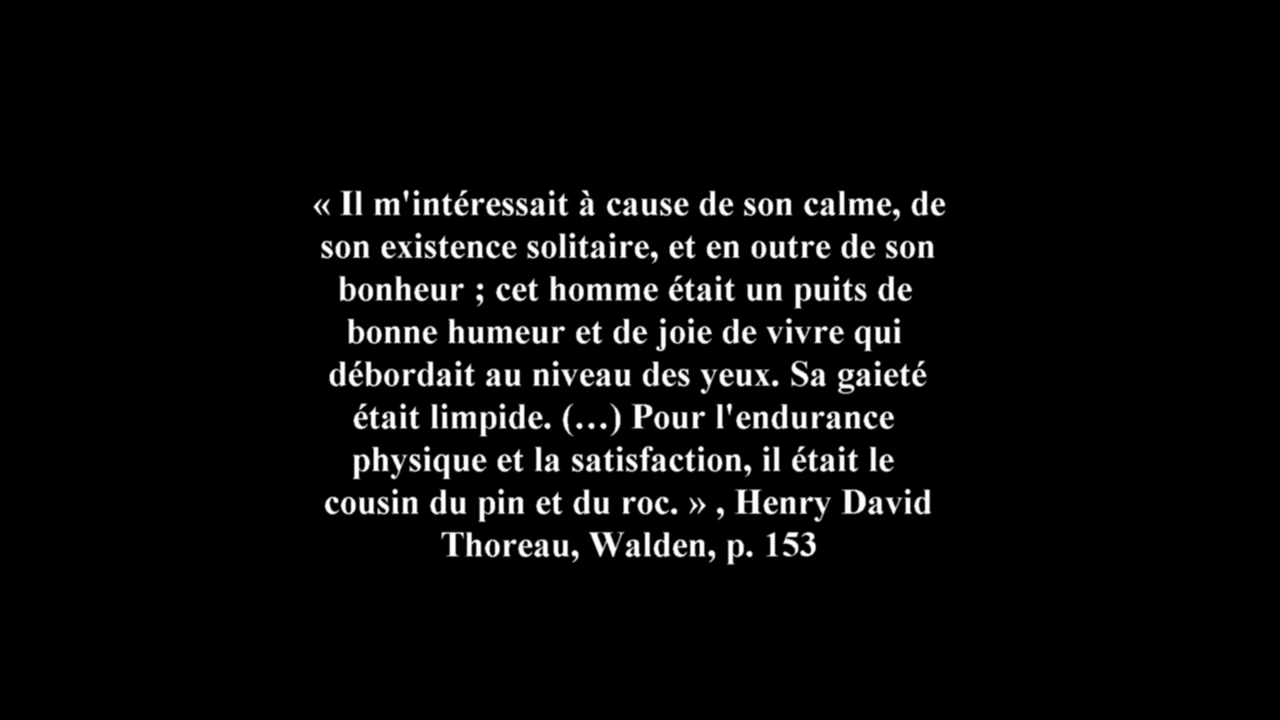 « Il m'intéressait à cause de son calme, de
son existence solitaire, et en outre de son
bonheur ; cet homme était un puits de
bonne humeur et de joie de vivre qui
débordait au niveau des yeux. Sa gaieté
était limpide. (…) Pour l'endurance
physique et la satisfaction, il était le
cousin du pin et du roc. » , Henry David
Thoreau, Walden, p. 153